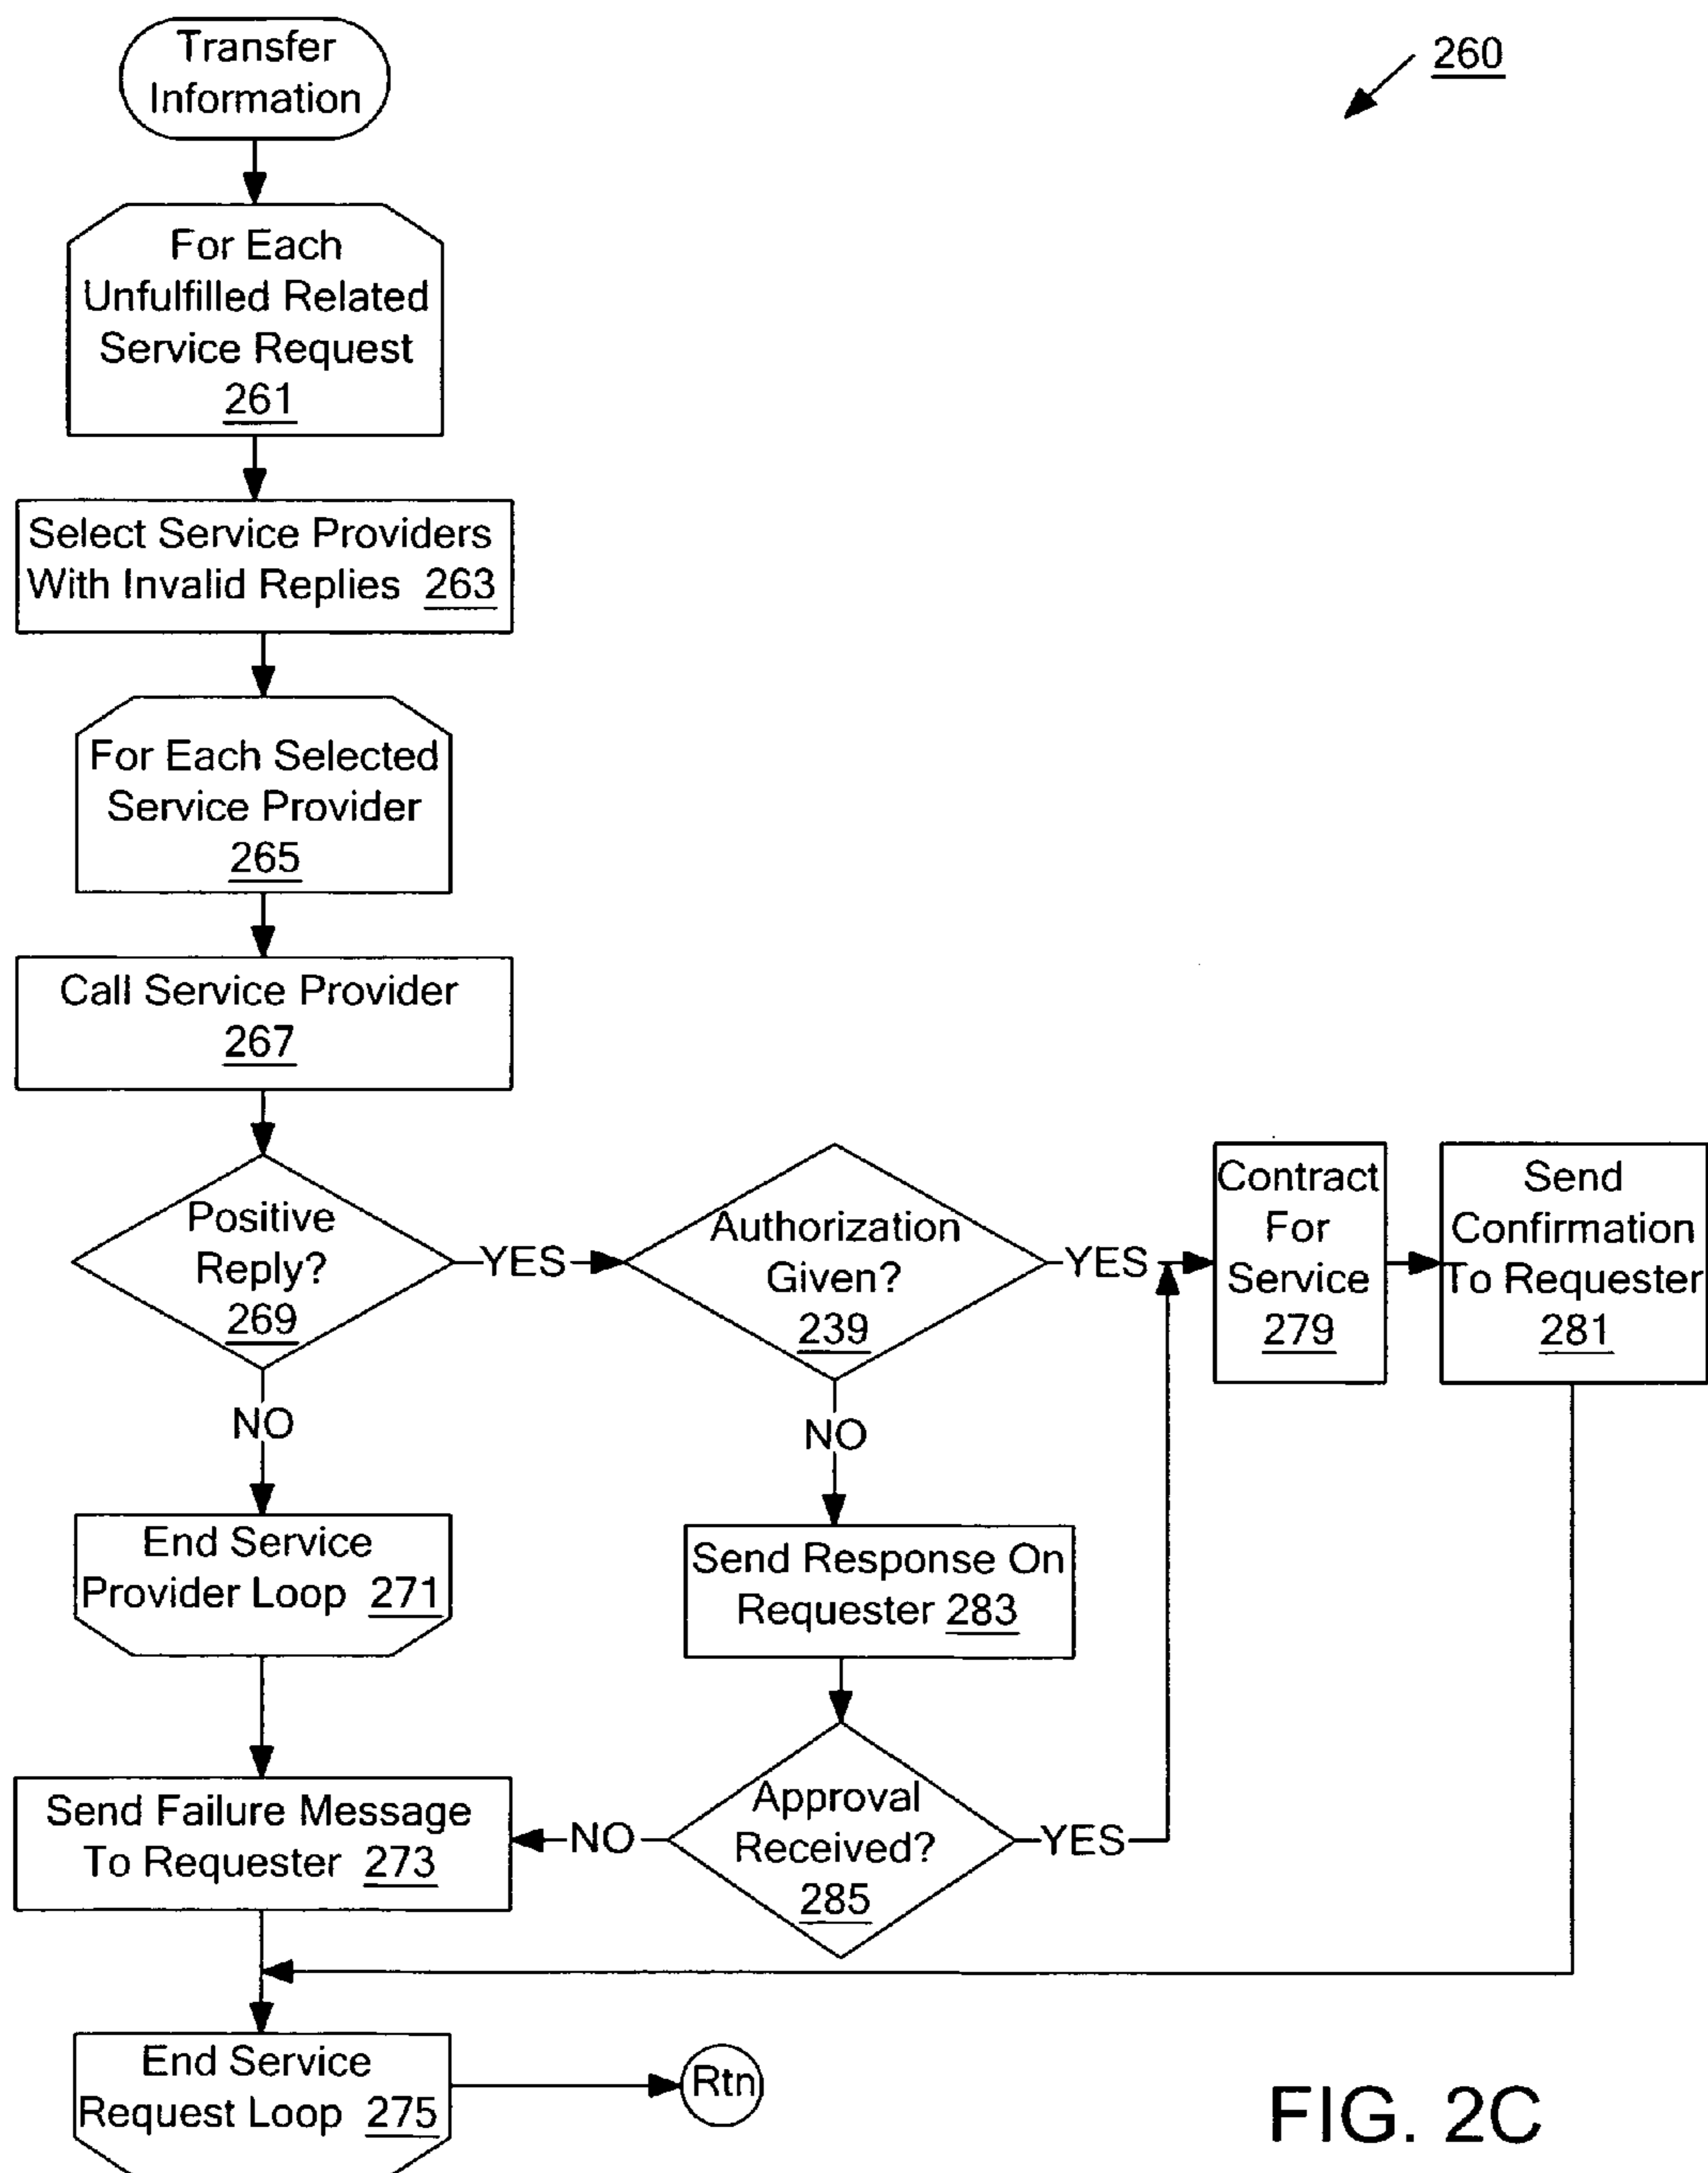 Transfer
Information
260
For Each
Unfulfilled Related
Service Request
261
Select Service Providers
With Invalid Replies 263
For Each Selected
Service Provider
265
Call Service Provider
267
Positive
Reply?
269
YES
Authorization
Given?
239
YES
Contract
For
Service
279
Send
Confirmation
To Requester
281
NO
NO
End Service
Provider Loop 271
Send Response On
Requester 283
Send Failure Message
To Requester 273
NO
Approval
Received?
285
YES
End Service
Request Loop 275
Rtn
FIG. 2C